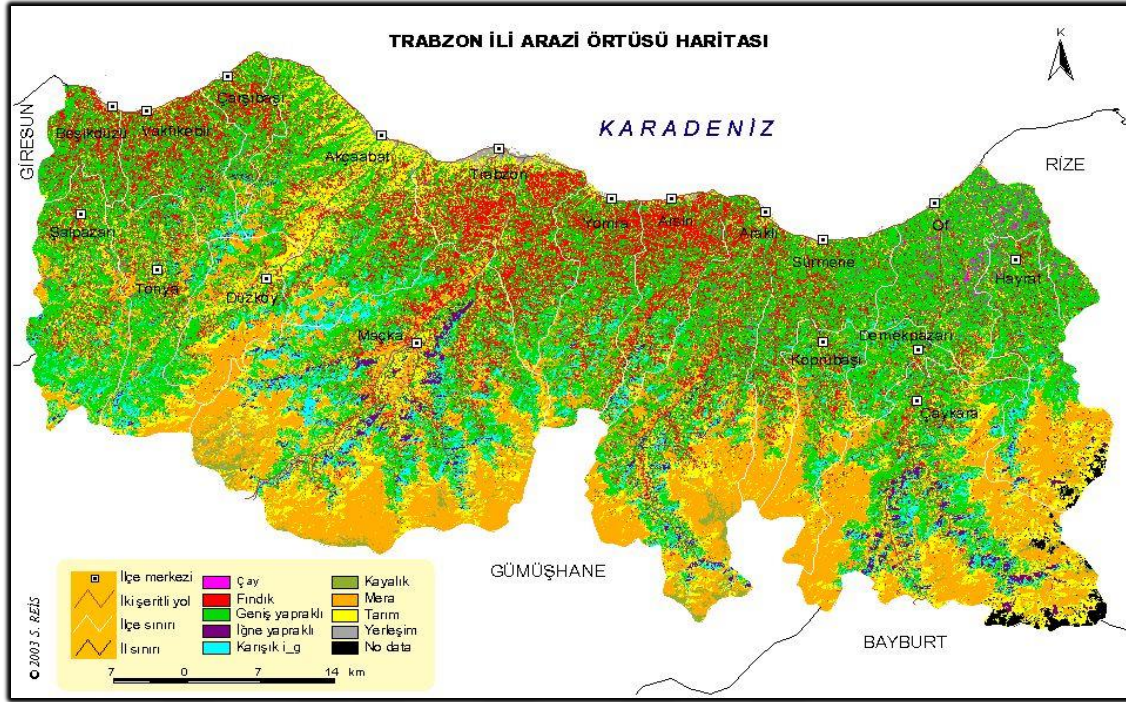 TRABZON İLİ ARAZİ ÖRTÜSÜ HARİTASI
K
KARADENİZ
GİRESUN
RİZE
Çarşıbaşı
Beşikdüzü
Vakfıkebir
Akçaabat
Trabzon
Yomra
Arsin
Araklı
Of
Şalpazarı
Sürmene
Hayrat
Tonya
Düzköy
Maçka
Köprübaşı
Dernekpazarı
Çaykara
GÜMÜŞHANE
BAYBURT
İlçe merkezi
İki şeritli yol
İlçe sınırı
İl sınırı
Çay
Fındık
Geniş yapraklı
İğne yapraklı
Karışık i_g
Kayalık
Mera
Tarım
Yerleşim
No data
7 0 7 14 km
© 2003 S. REİS